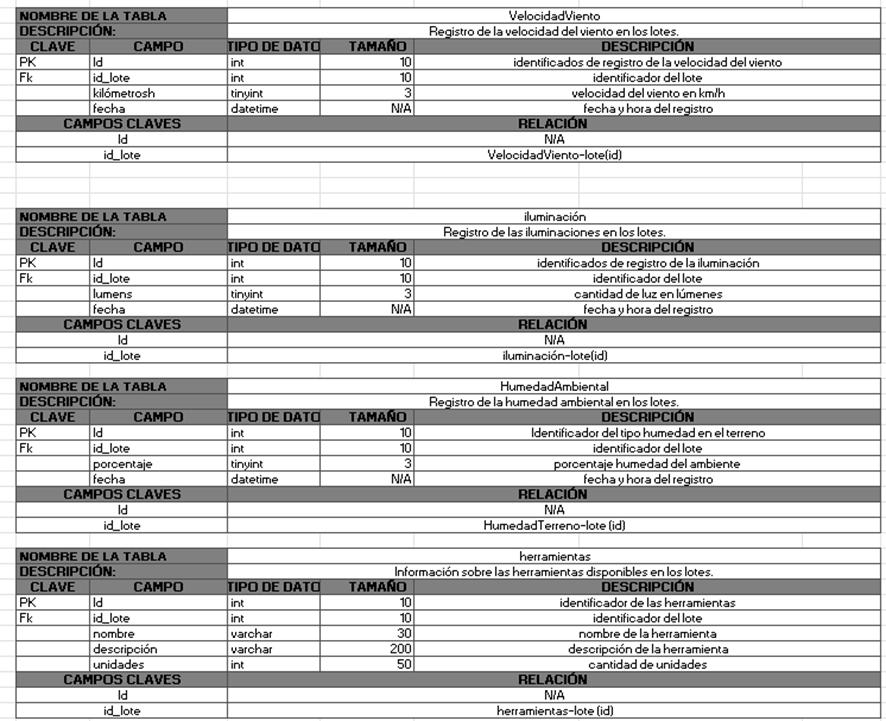 NOMBRE DE LA TABLA VelocidadViento
DESCRIPCIÓN: Registro de la velocidad del viento en los lotes.
CLAVE CAMPO TIPO DE DATO TAMAÑO DESCRIPCIÓN
PK Id int 10 identificados de registro de la velocidad del viento
Fk id_lote int 10 identificador del lote
kilómetrosh tinyint 3 velocidad del viento en km/h
fecha datetime N/A fecha y hora del registro
CAMPOS CLAVES RELACIÓN
Id N/A
id_lote VelocidadViento-lote(id)
NOMBRE DE LA TABLA iluminación
DESCRIPCIÓN: Registro de las iluminaciones en los lotes.
CLAVE CAMPO TIPO DE DATO TAMAÑO DESCRIPCIÓN
PK Id int 10 identificados de registro de la iluminación
Fk id_lote int 10 identificador del lote
lumens tinyint 3 cantidad de luz en lúmenes
fecha datetime N/A fecha y hora del registro
CAMPOS CLAVES RELACIÓN
Id N/A
id_lote iluminación-lote(id)
NOMBRE DE LA TABLA HumedadAmbiental
DESCRIPCIÓN: Registro de la humedad ambiental en los lotes.
CLAVE CAMPO TIPO DE DATO TAMAÑO DESCRIPCIÓN
PK Id int 10 Identificador del tipo humedad en el terreno
Fk id_lote int 10 identificador del lote
porcentaje tinyint 3 porcentaje humedad del ambiente
fecha datetime N/A fecha y hora del registro
CAMPOS CLAVES RELACIÓN
Id N/A
id_lote HumedadTerreno-lote (id)
NOMBRE DE LA TABLA herramientas
DESCRIPCIÓN: Información sobre las herramientas disponibles en los lotes.
CLAVE CAMPO TIPO DE DATO TAMAÑO DESCRIPCIÓN
PK Id int 10 identificador de las herramientas
Fk id_lote int 10 identificador del lote
nombre varchar 30 nombre de la herramienta
descripción varchar 200 descripción de la herramienta
unidades int 50 cantidad de unidades
CAMPOS CLAVES RELACIÓN
Id N/A
id_lote herramientas-lote (id)